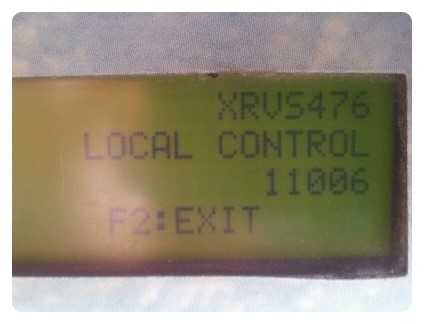 XRVS476
LOCAL CONTROL
11006
F2:EXIT